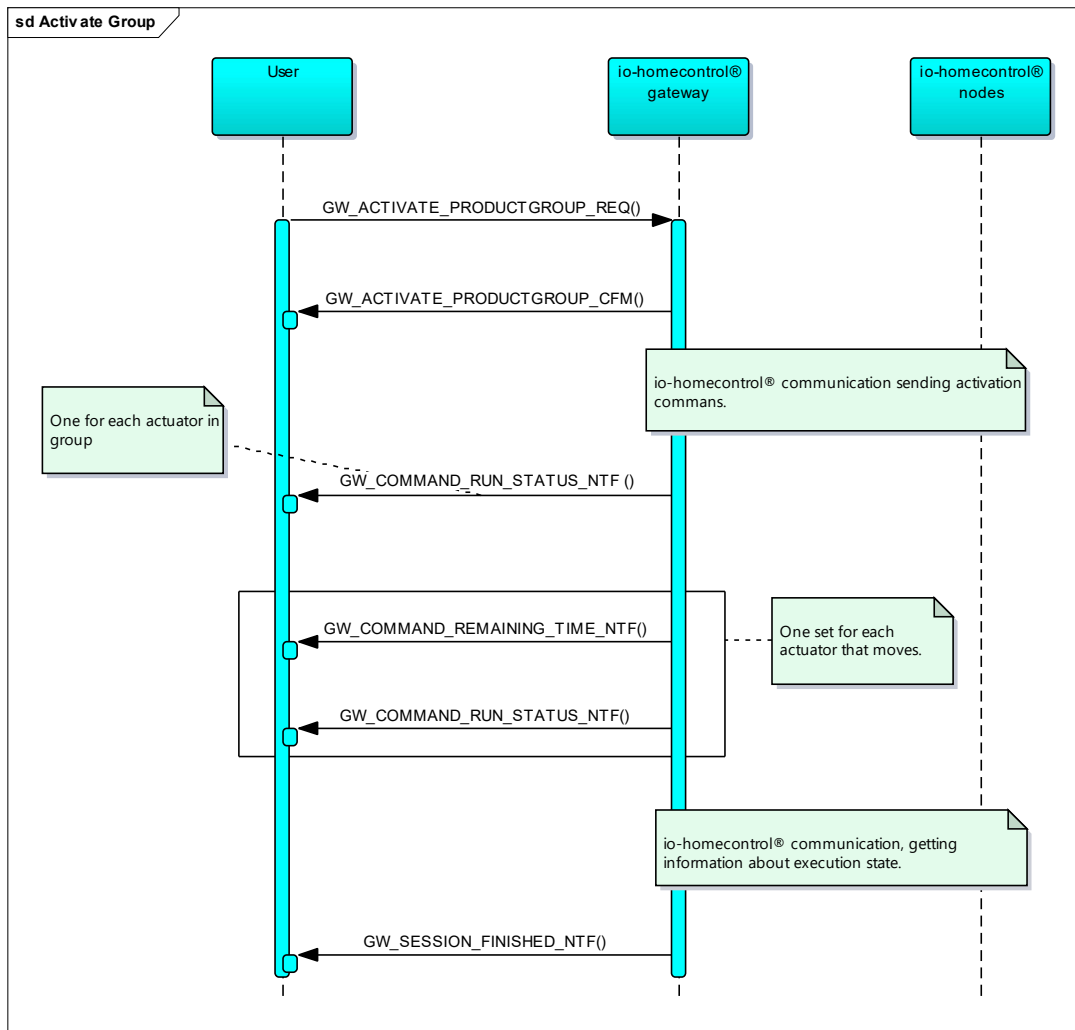 sd Activate Group
User
io-homecontrol®
gateway
io-homecontrol®
nodes
GW_ACTIVATE_PRODUCTGROUP_REQ()
GW_ACTIVATE_PRODUCTGROUP_CFM()
io-homecontrol® communication sending activation
commans.
One for each actuator in
group
GW_COMMAND_RUN_STATUS_NTF ()
GW_COMMAND_REMAINING_TIME_NTF()
One set for each
actuator that moves.
GW_COMMAND_RUN_STATUS_NTF()
io-homecontrol® communication, getting
information about execution state.
GW_SESSION_FINISHED_NTF()